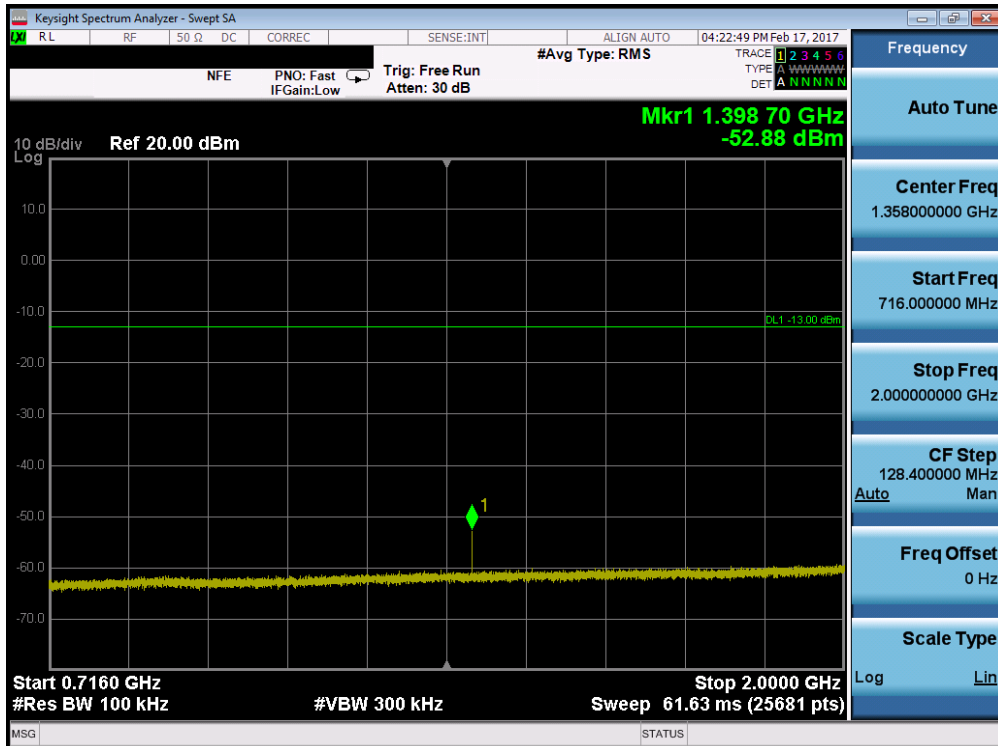 Keysight Spectrum Analyzer - Swept SA
LXI RL RF 50 Ω DC CORREC SENSE:INT ALIGN AUTO 04:22:49 PM Feb 17, 2017
#Avg Type: RMS
TRACE 1 2 3 4 5 6
TYPE A WWWWW
DET A N N N N N
NFE
PNO: Fast
IFGain:Low
Trig: Free Run
Atten: 30 dB
Mkr1 1.398 70 GHz
-52.88 dBm
10 dB/div
Log
Ref 20.00 dBm
10.0
0.00
-10.0
DL1 -13.00 dBm
-20.0
-30.0
-40.0
-50.0
1
-60.0
-70.0
Start 0.7160 GHz
Stop 2.0000 GHz
#Res BW 100 kHz
#VBW 300 kHz
Sweep 61.63 ms (25681 pts)
MSG
STATUS
Frequency
Auto Tune
Center Freq
1.358000000 GHz
Start Freq
716.000000 MHz
Stop Freq
2.000000000 GHz
CF Step
128.400000 MHz
Auto Man
Freq Offset
0 Hz
Scale Type
Log Lin